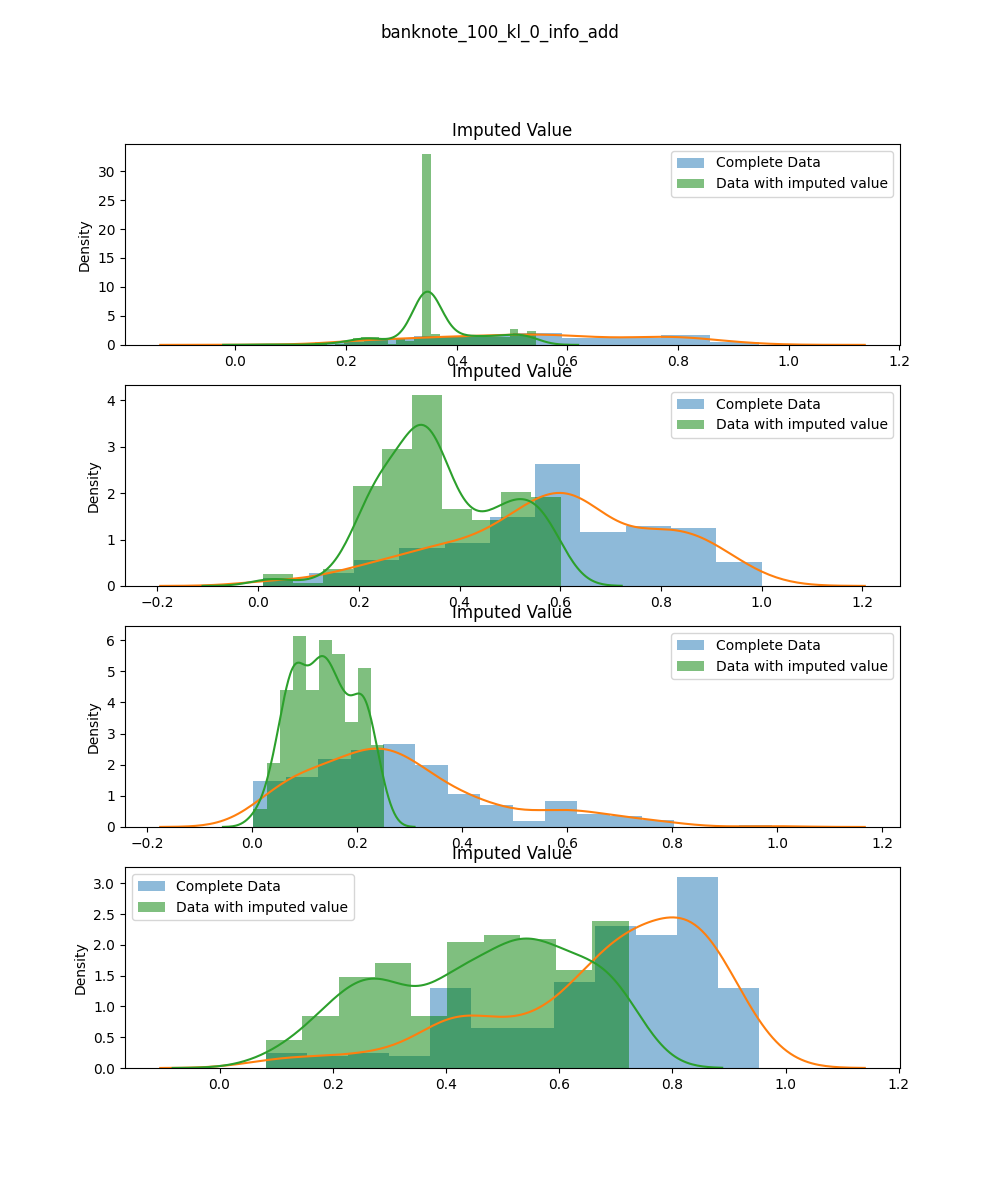 banknote_100_kl_0_info_add
Imputed Value
Complete Data
Data with imputed value
Density
30
25
20
15
10
5
0
0.0 0.2 0.4 0.6 0.8 1.0 1.2
Imputed Value
Complete Data
Data with imputed value
Density
4
3
2
1
0
−0.2 0.0 0.2 0.4 0.6 0.8 1.0 1.2
Imputed Value
Complete Data
Data with imputed value
Density
6
5
4
3
2
1
0
−0.2 0.0 0.2 0.4 0.6 0.8 1.0 1.2
Imputed Value
Complete Data
Data with imputed value
Density
3.0
2.5
2.0
1.5
1.0
0.5
0.0
0.0 0.2 0.4 0.6 0.8 1.0 1.2